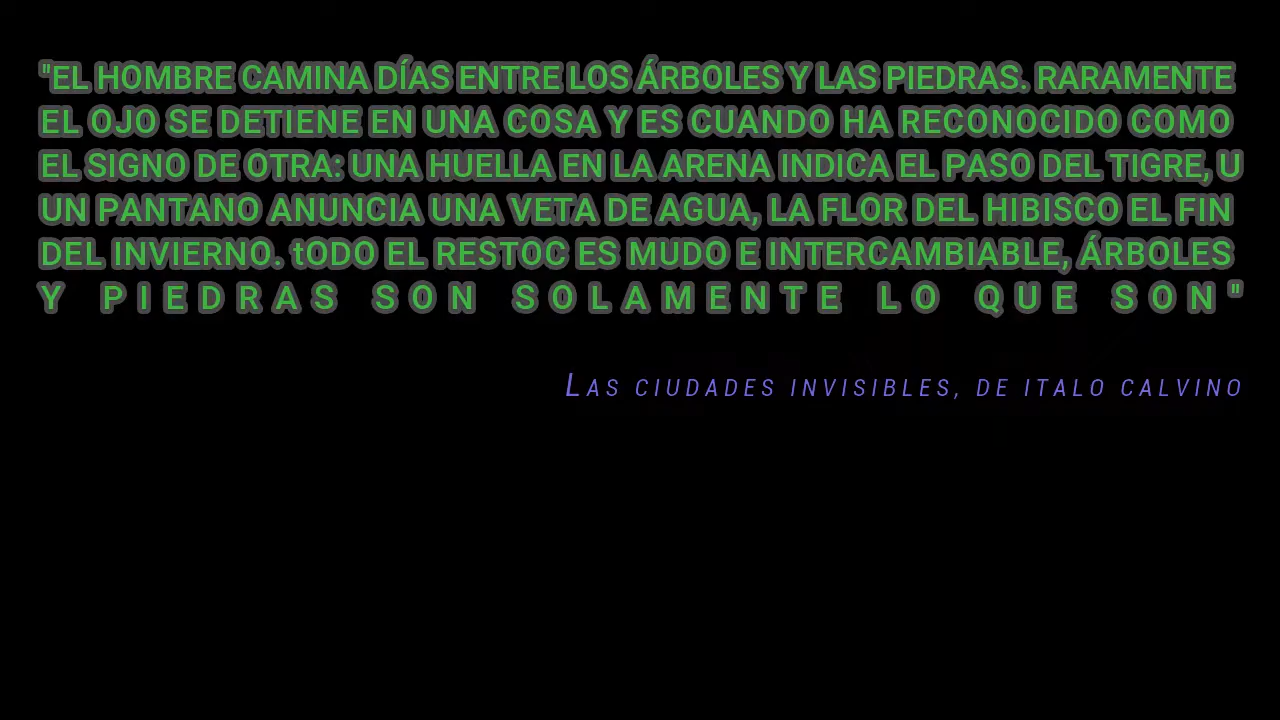 "EL HOMBRE CAMINA DÍAS ENTRE LOS ÁRBOLES Y LAS PIEDRAS. RARAMENTE
EL OJO SE DETIENE EN UNA COSA Y ES CUANDO HA RECONOCIDO COMO
EL SIGNO DE OTRA: UNA HUELLA EN LA ARENA INDICA EL PASO DEL TIGRE, U
UN PANTANO ANUNCIA UNA VETA DE AGUA, LA FLOR DEL HIBISCO EL FIN
DEL INVIERNO. tODO EL RESTOC ES MUDO E INTERCAMBIABLE, ÁRBOLES
Y PIEDRAS SON SOLAMENTE LO QUE SON"
LAS CIUDADES INVISIBLES, DE ITALO CALVINO